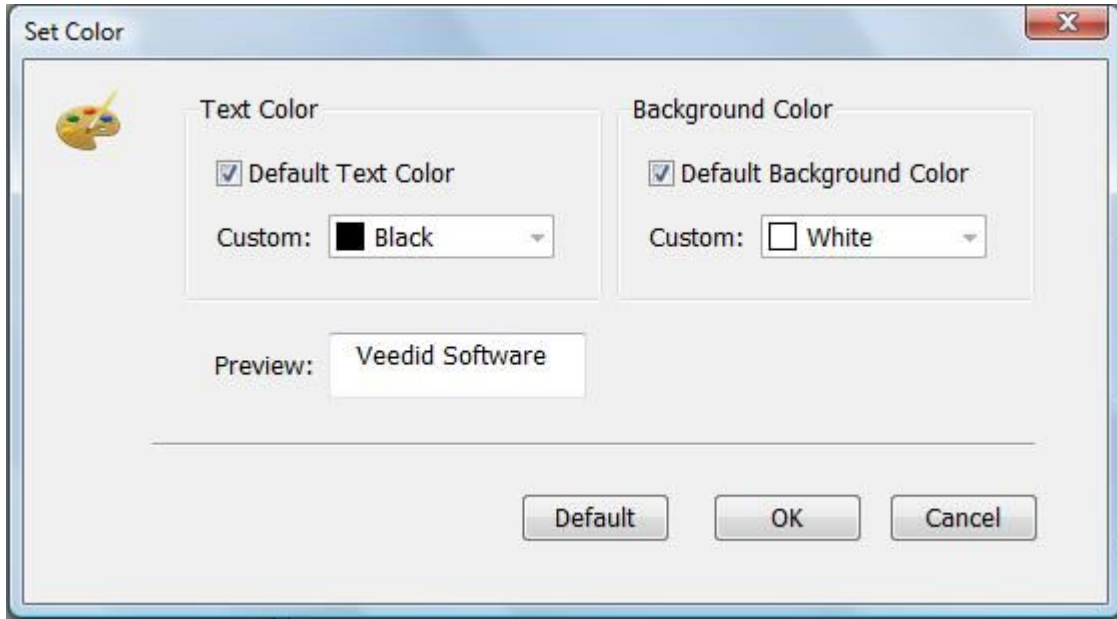 Set Color
Text Color
Default Text Color
Custom: Black
Background Color
Default Background Color
Custom: White
Preview: Veedid Software
Default
OK
Cancel